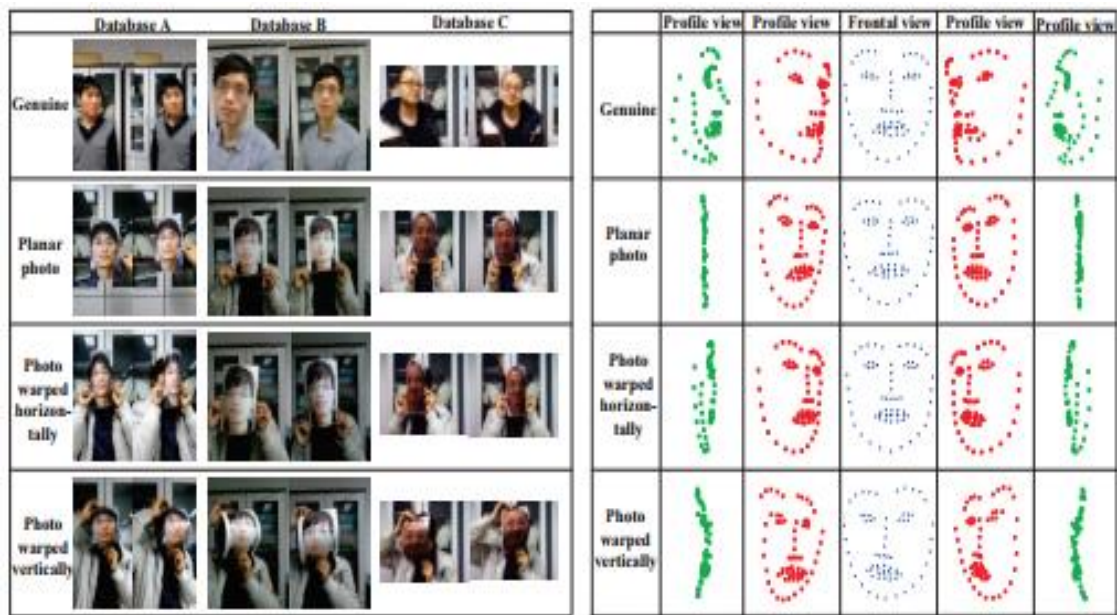 Database A Database B Database C
Genuine
Planar
photo
Photo
warped
horizon-
tally
Photo
warped
vertically
Profile view Profile view Frontal view Profile view Profile view
Genuine
Planar
photo
Photo
warped
horizon-
tally
Photo
warped
vertically